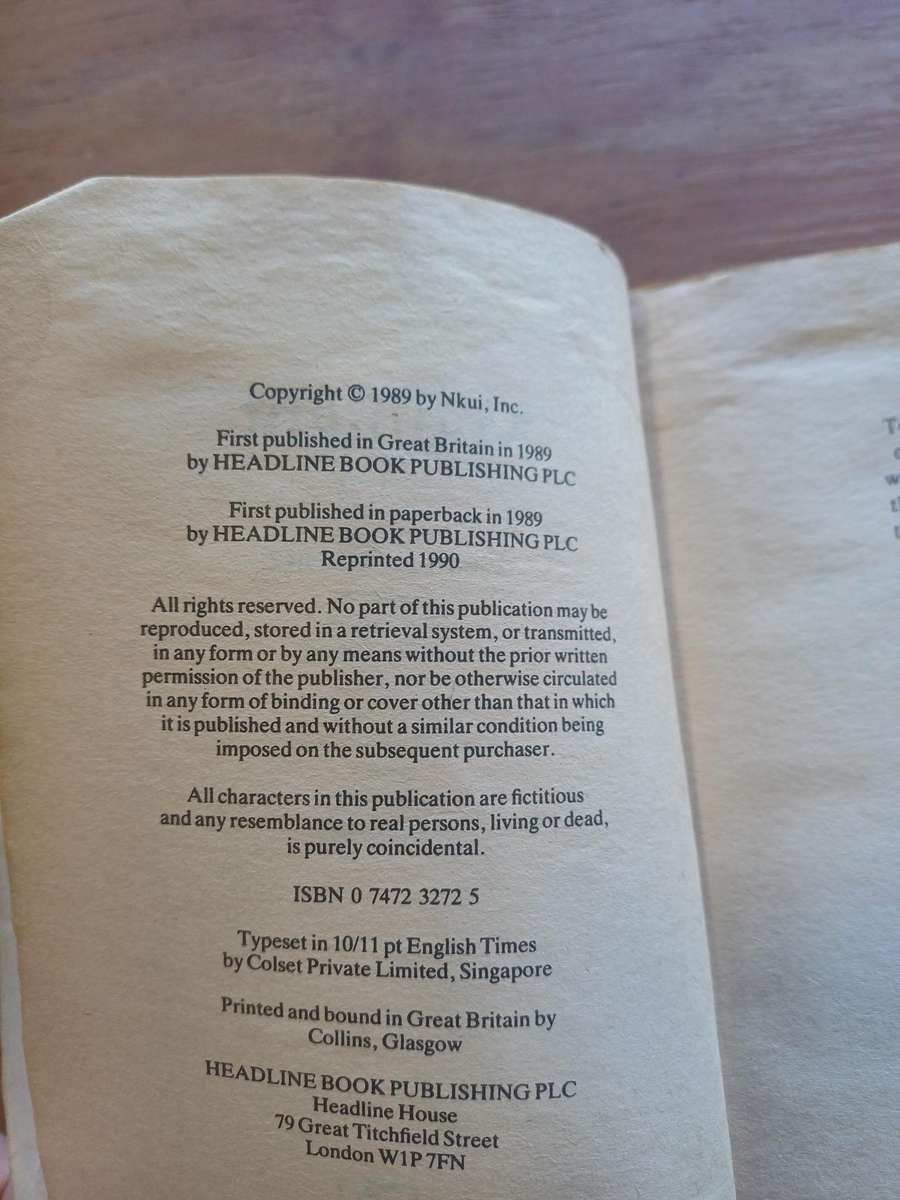 Copyright © 1989 by Nkui, Inc.
First published in Great Britain in 1989
by HEADLINE BOOK PUBLISHING PLC
First published in paperback in 1989
by HEADLINE BOOK PUBLISHING PLC
Reprinted 1990
All rights reserved. No part of this publication may be
reproduced, stored in a retrieval system, or transmitted,
in any form or by any means without the prior written
permission of the publisher, nor be otherwise circulated
in any form of binding or cover other than that in which
it is published and without a similar condition being
imposed on the subsequent purchaser.
All characters in this publication are fictitious
and any resemblance to real persons, living or dead,
is purely coincidental.
ISBN 0 7472 3272 5
Typeset in 10/11 pt English Times
by Colset Private Limited, Singapore
Printed and bound in Great Britain by
Collins, Glasgow
HEADLINE BOOK PUBLISHING PLC
Headline House
79 Great Titchfield Street
London W1P 7FN